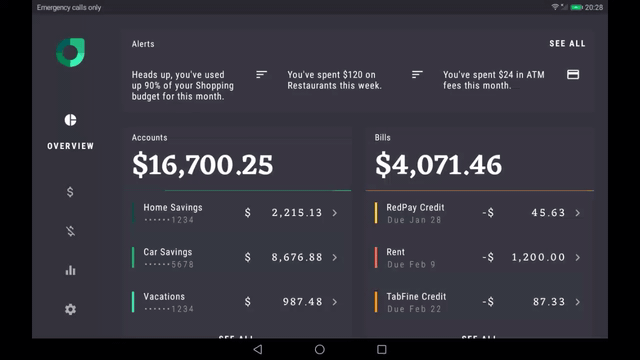 Emergency calls only
20:28
Alerts
SEE ALL
Heads up, you've used
up 90% of your Shopping
budget for this month.
You've spent $120 on
Restaurants this week.
You've spent $24 in ATM
fees this month.
OVERVIEW
Accounts
$16,700.25
Home Savings
••••••1234
$ 2,215.13
Car Savings
••••••5678
$ 8,676.88
Vacations
••••••1234
$ 987.48
SEE ALL
Bills
$4,071.46
RedPay Credit
Due Jan 28
-$ 45.63
Rent
Due Feb 9
-$ 1,200.00
TabFine Credit
Due Feb 22
-$ 87.33
SEE ALL